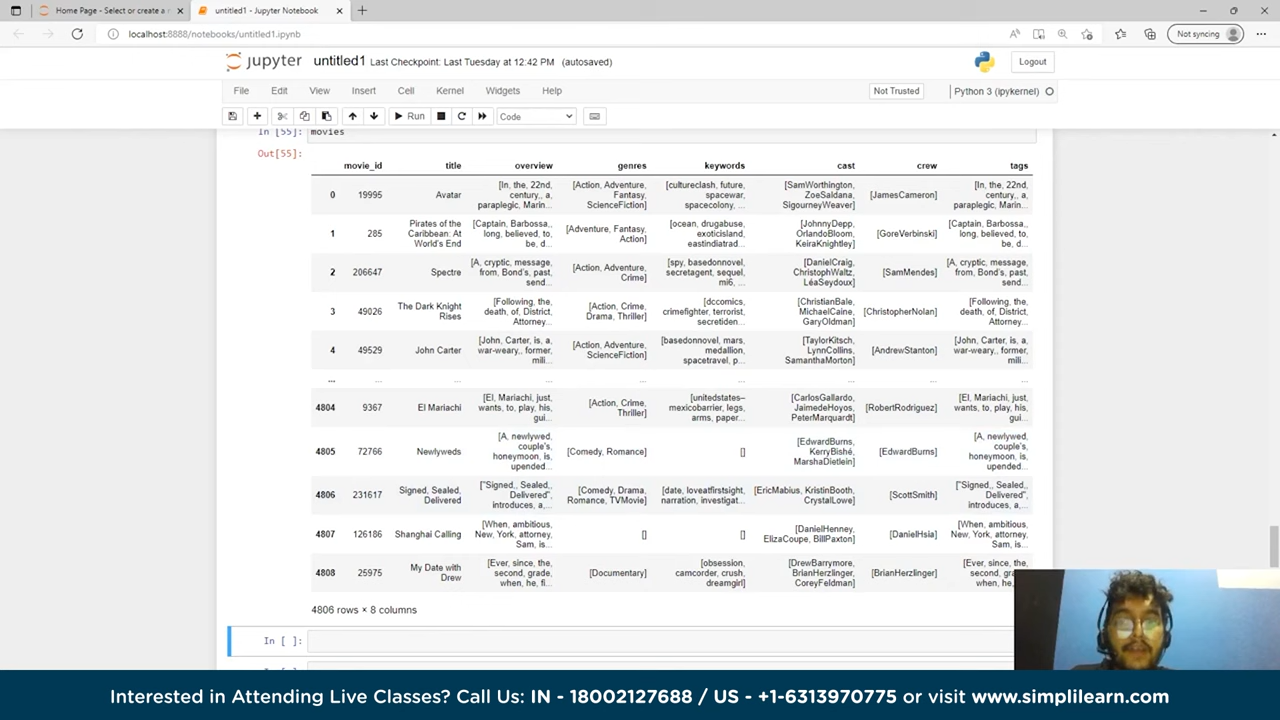 Home Page - Select or create a n
untitled1 - Jupyter Notebook
localhost:8888/notebooks/untitled1.ipynb
Not syncing
jupyter untitled1 Last Checkpoint: Last Tuesday at 12:42 PM (autosaved)
Logout
File Edit View Insert Cell Kernel Widgets Help
Not Trusted
Python 3 (ipykernel)
Run
Code
In [55]: movies
Out[55]:
movie_id title overview genres keywords cast crew tags
0 19995 Avatar [In, the, 22nd, century,, a, paraplegic, Marin... [Action, Adventure, Fantasy, ScienceFiction] [cultureclash, future, spacewar, spacecolony, ... [SamWorthington, ZoeSaldana, SigourneyWeaver] [JamesCameron] [In, the, 22nd, century,, a, paraplegic, Marin...
1 285 Pirates of the Caribbean: At World's End [Captain, Barbossa,, long, believed, to, be, d... [Adventure, Fantasy, Action] [ocean, drugabuse, exoticisland, eastindiatrad... [JohnnyDepp, OrlandoBloom, KeiraKnightley] [GoreVerbinski] [Captain, Barbossa,, long, believed, to, be, d...
2 206647 Spectre [A, cryptic, message, from, Bond's, past, send... [Action, Adventure, Crime] [spy, basedonnovel, secretagent, sequel, mi6, ... [DanielCraig, ChristophWaltz, LéaSeydoux] [SamMendes] [A, cryptic, message, from, Bond's, past, send...
3 49026 The Dark Knight Rises [Following, the, death, of, District, Attorney... [Action, Crime, Drama, Thriller] [dccomics, crimefighter, terrorist, secretiden... [ChristianBale, MichaelCaine, GaryOldman] [ChristopherNolan] [Following, the, death, of, District, Attorney...
4 49529 John Carter [John, Carter, is, a, war-weary,, former, mili... [Action, Adventure, ScienceFiction] [basedonnovel, mars, medallion, spacetravel, p... [TaylorKitsch, LynnCollins, SamanthaMorton] [AndrewStanton] [John, Carter, is, a, war-weary,, former, mili...
... ... ... ... ... ... ... ... ...
4804 9367 El Mariachi [El, Mariachi, just, wants, to, play, his, gui... [Action, Crime, Thriller] [unitedstates–mexicobarrier, legs, arms, paper... [CarlosGallardo, JaimedeHoyos, PeterMarquardt] [RobertRodriguez] [El, Mariachi, just, wants, to, play, his, gui...
4805 72766 Newlyweds [A, newlywed, couple's, honeymoon, is, upended... [Comedy, Romance] [] [EdwardBurns, KerryBishé, MarshaDietlein] [EdwardBurns] [A, newlywed, couple's, honeymoon, is, upended...
4806 231617 Signed, Sealed, Delivered ["Signed,, Sealed,, Delivered", introduces, a,... [Comedy, Drama, Romance, TVMovie] [date, loveatfirstsight, narration, investigat... [EricMabius, KristinBooth, CrystalLowe] [ScottSmith] ["Signed,, Sealed,, Delivered", introduces, a,...
4807 126186 Shanghai Calling [When, ambitious, New, York, attorney, Sam, is... [] [] [DanielHenney, ElizaCoupe, BillPaxton] [DanielHsia] [When, ambitious, New, York, attorney, Sam, is...
4808 25975 My Date with Drew [Ever, since, the, second, grade, when, he, fi... [Documentary] [obsession, camcorder, crush, dreamgirl] [DrewBarrymore, BrianHerzlinger, CoreyFeldman] [BrianHerzlinger] [Ever, since, the, second, when, he,
4806 rows × 8 columns
In [ ]:
Interested in Attending Live Classes? Call Us: IN - 18002127688 / US - +1-6313970775 or visit www.simplilearn.com